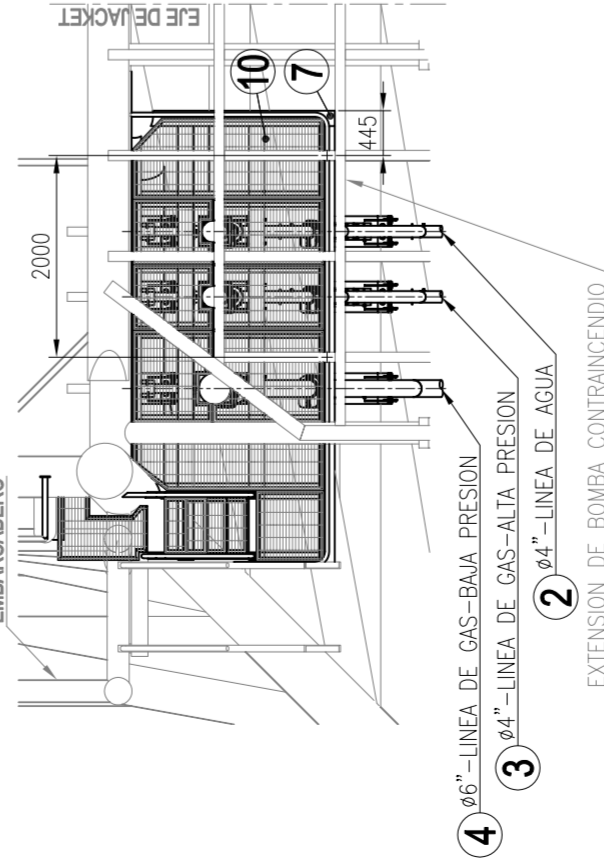 EJE DE JACKET
10
7
445
2000
EMBARCADERO
4 ø6"-LINEA DE GAS-BAJA PRESION
3 ø4"-LINEA DE GAS-ALTA PRESION
2 ø4"-LINEA DE AGUA
EXTENSION DE BOMBA CONTRAINCENDIO